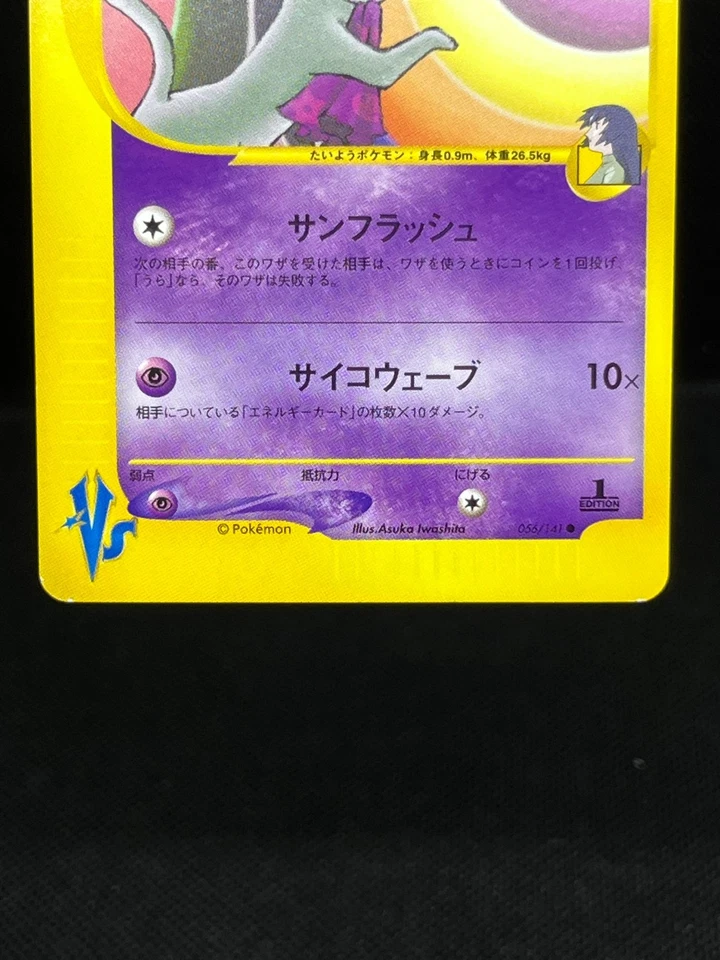 たいようポケモン：身長0.9m、体重26.5kg
サンフラッシュ
次の相手の番、このワザを受けた相手は、ワザを使うときにコインを1回投げ
「うら」なら、そのワザは失敗する。
サイコウェーブ 10×
相手についている「エネルギーカード」の枚数×10ダメージ。
弱点 抵抗力 にげる
1
EDITION
VS
©Pokémon Illus.Asuka Iwashita 056/141